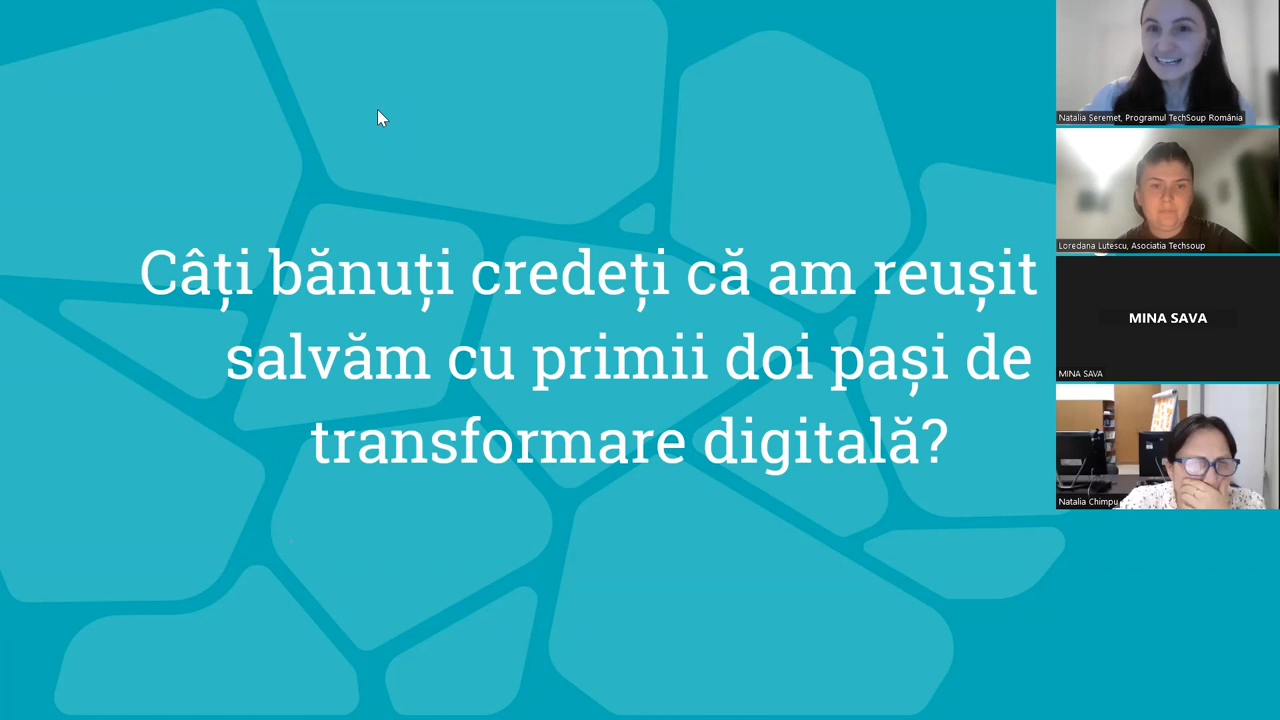 Câți bănuți credeți că am reușit
salvăm cu primii doi pași de
transformare digitală?
Natalia Șeremet, Programul TechSoup România
Loredana Lutescu, Asociatia Techsoup
MINA SAVA
MINA SAVA
Natalia Chimpu